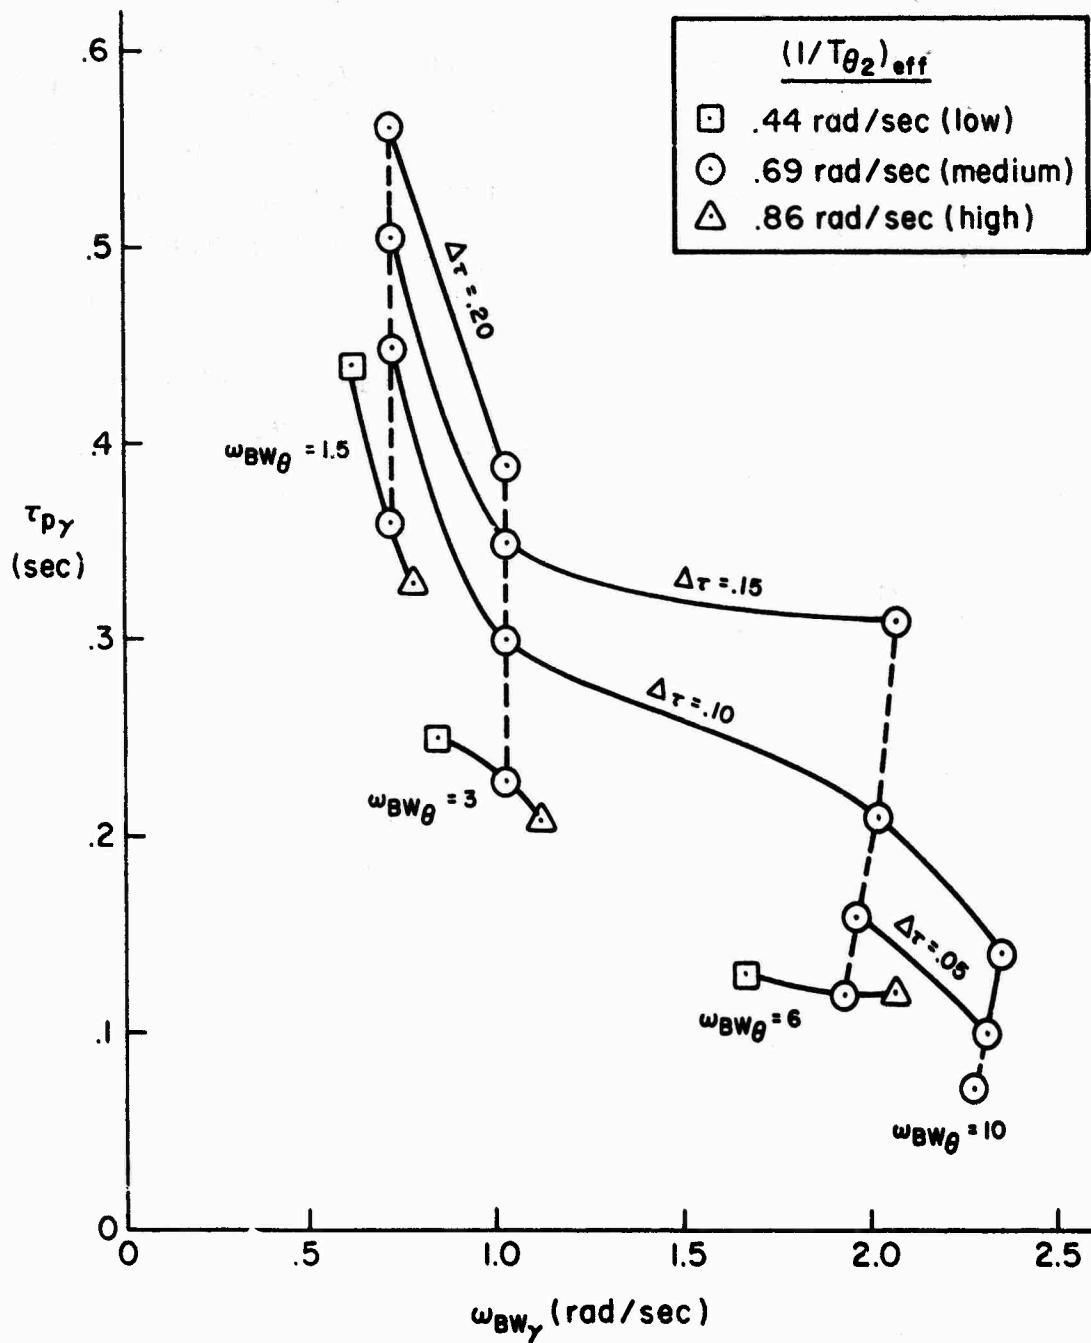 (1/Tθ2)eff
.44 rad/sec (low)
.69 rad/sec (medium)
.86 rad/sec (high)
.6
.5
.4
.3
.2
.1
0
τpγ
(sec)
Δτ = .20
ωBWθ = 1.5
Δτ = .15
Δτ = .10
ωBWθ = 3
Δτ = .05
ωBWθ = 6
ωBWθ = 10
0 .5 1.0 1.5 2.0 2.5
ωBWγ (rad/sec)